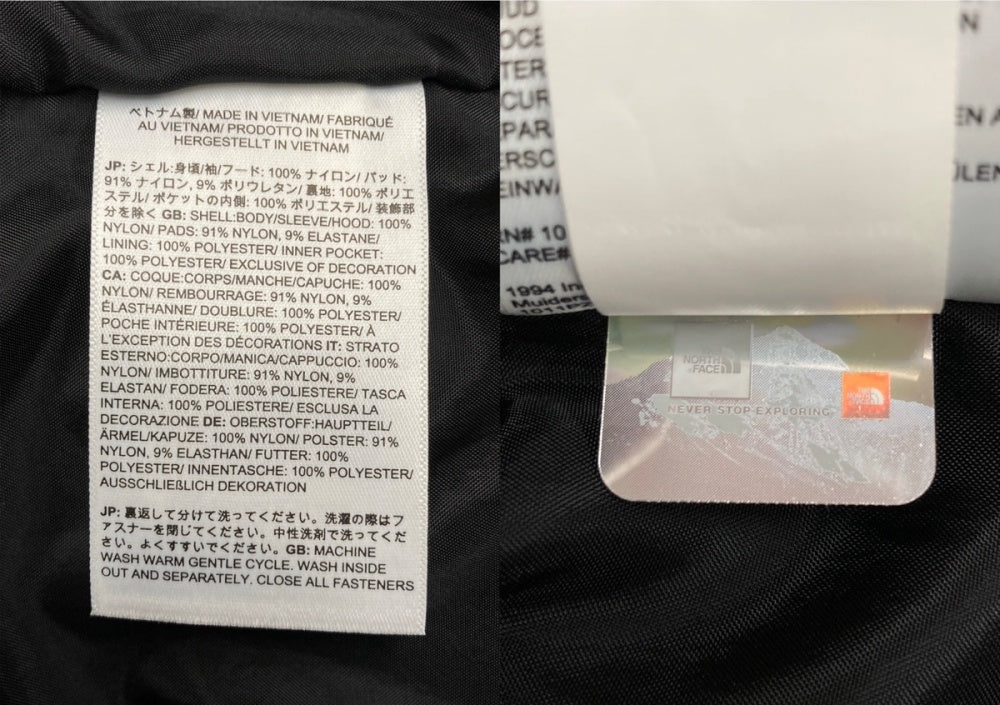 ベトナム製/ MADE IN VIETNAM/ FABRIQUÉ
AU VIETNAM/ PRODOTTO IN VIETNAM/
HERGESTELLT IN VIETNAM
JP: シェル:身頃/袖/フード: 100% ナイロン/ パッド:
91% ナイロン, 9% ポリウレタン/ 裏地: 100% ポリエ
ステル/ ポケットの内側: 100% ポリエステル/ 装飾部
分を除く GB: SHELL:BODY/SLEEVE/HOOD: 100%
NYLON/ PADS: 91% NYLON, 9% ELASTANE/
LINING: 100% POLYESTER/ INNER POCKET:
100% POLYESTER/ EXCLUSIVE OF DECORATION
CA: COQUE:CORPS/MANCHE/CAPUCHE: 100%
NYLON/ REMBOURRAGE: 91% NYLON, 9%
ÉLASTHANNE/ DOUBLURE: 100% POLYESTER/
POCHE INTÉRIEURE: 100% POLYESTER/ À
L'EXCEPTION DES DÉCORATIONS IT: STRATO
ESTERNO:CORPO/MANICA/CAPPUCCIO: 100%
NYLON/ IMBOTTITURE: 91% NYLON, 9%
ELASTAN/ FODERA: 100% POLIESTERE/ TASCA
INTERNA: 100% POLIESTERE/ ESCLUSA LA
DECORAZIONE DE: OBERSTOFF:HAUPTTEIL/
ÄRMEL/KAPUZE: 100% NYLON/ POLSTER: 91%
NYLON, 9% ELASTHAN/ FUTTER: 100%
POLYESTER/ INNENTASCHE: 100% POLYESTER/
AUSSCHLIEßLICH DEKORATION
JP: 裏返して分けて洗ってください。洗濯の際はフ
ァスナーを閉じてください。中性洗剤で洗ってくだ
さい。よくすすいでください。GB: MACHINE
WASH WARM GENTLE CYCLE. WASH INSIDE
OUT AND SEPARATELY. CLOSE ALL FASTENERS
RN# 10
CARE#
1994 In
Mulders
NORTH
FACE
NEVER STOP EXPLORING